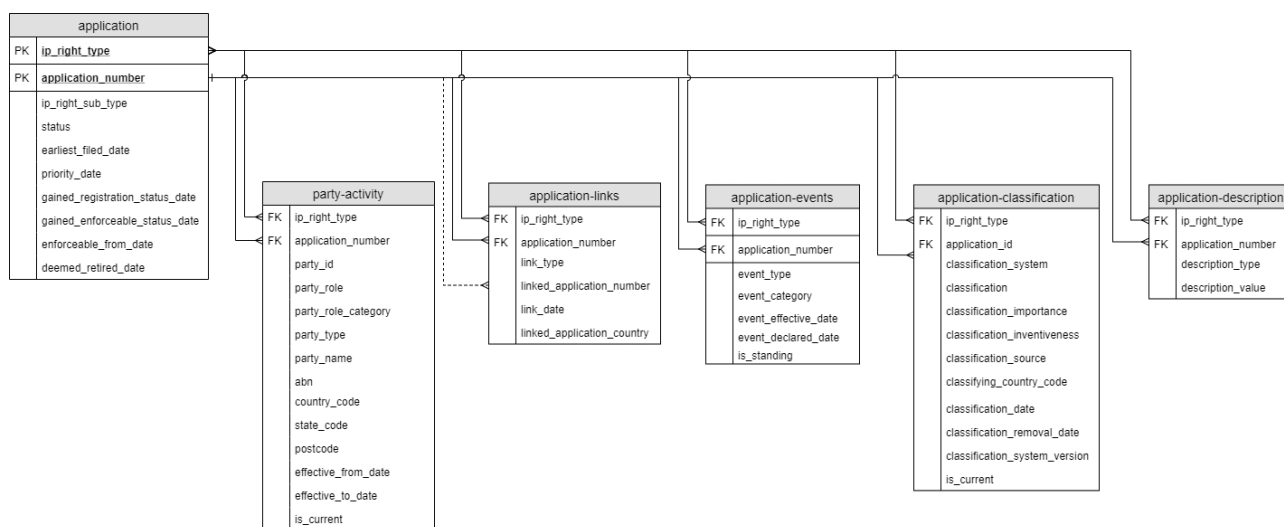 application
PK ip_right_type
PK application_number
ip_right_sub_type
status
earliest_filed_date
priority_date
gained_registration_status_date
gained_enforceable_status_date
enforceable_from_date
deemed_retired_date
party-activity
FK ip_right_type
FK application_number
party_id
party_role
party_role_category
party_type
party_name
abn
country_code
state_code
postcode
effective_from_date
effective_to_date
is_current
application-links
FK ip_right_type
FK application_number
link_type
linked_application_number
link_date
linked_application_country
application-events
FK ip_right_type
FK application_number
event_type
event_category
event_effective_date
event_declared_date
is_standing
application-classification
FK ip_right_type
FK application_id
classification_system
classification
classification_importance
classification_inventiveness
classification_source
classifying_country_code
classification_date
classification_removal_date
classification_system_version
is_current
application-description
FK ip_right_type
FK application_number
description_type
description_value